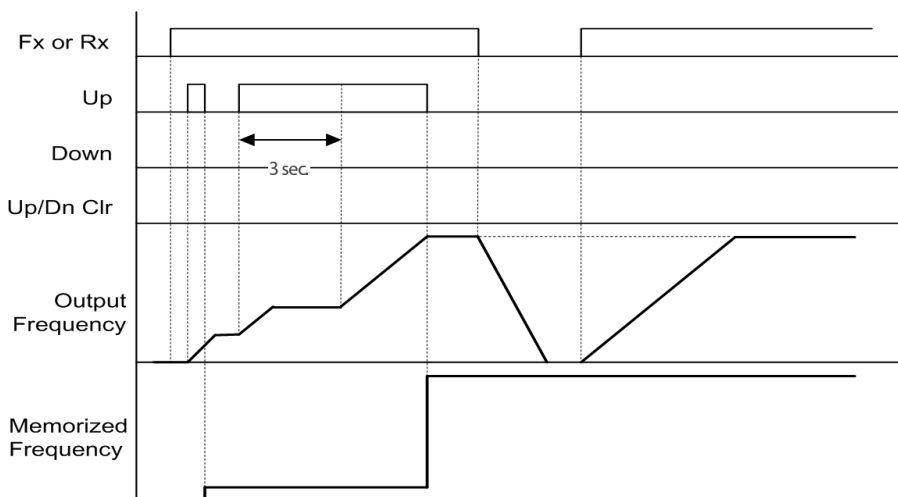 Fx or Rx
Up
Down
3 sec.
Up/Dn Clr
Output
Frequency
Memorized
Frequency